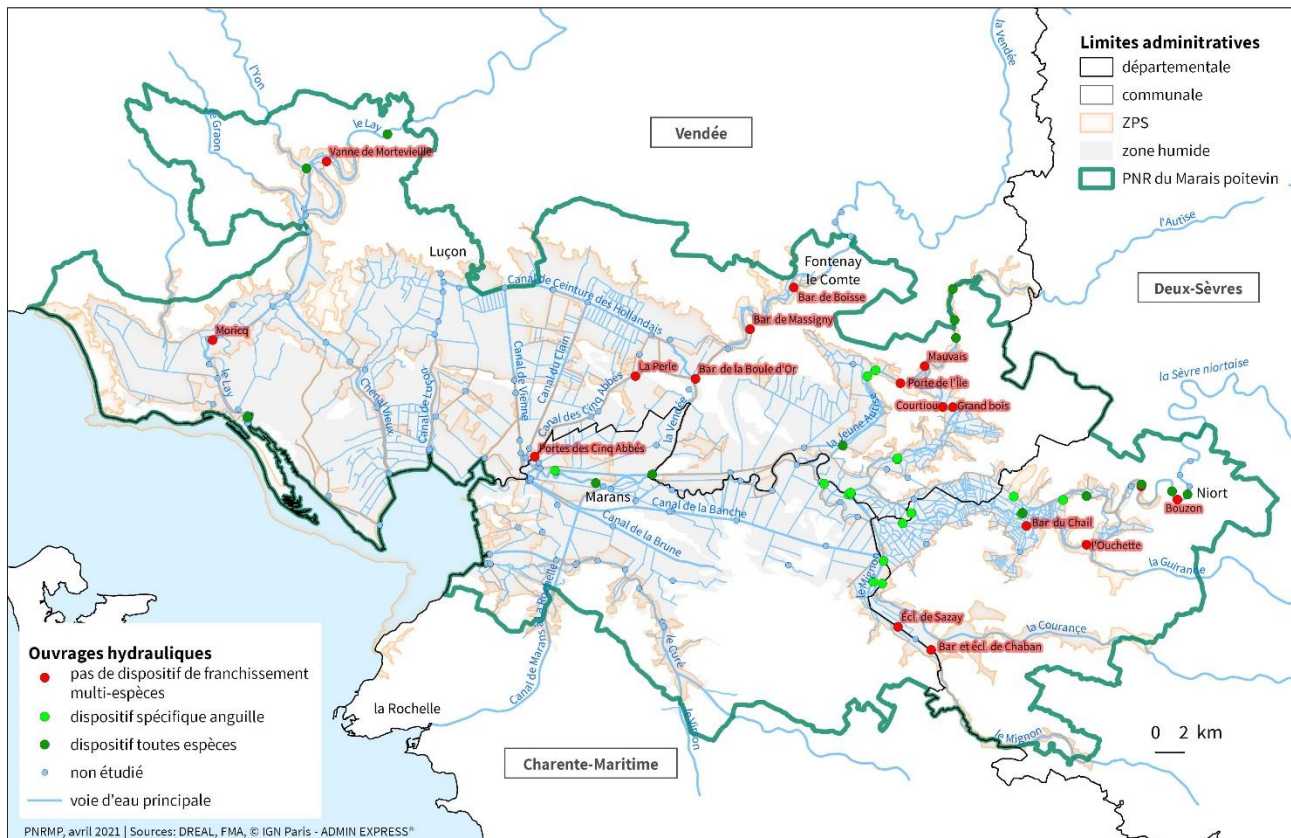 Limites adminitratives
départementale
communale
ZPS
zone humide
PNR du Marais poitevin
la Vendée
l'Yon
le Graon
le Lay
Vanne de Mortevieille
Vendée
l'Autise
Luçon
Fontenay
le Comte
Deux-Sèvres
Canal de Ceinture des Hollandais
Bar. de Boisse
Bar. de Massigny
Moricq
le Lay
Chenal Vieux
Canal de Luçon
Canal de Vienne
Canal du Clain
Canal des Cinq Abbés
La Perle
Bar. de la Boule d'Or
la Vendée
Mauvais
Porte de l'Île
Courtiou
Grand bois
la Jeune Autise
la Sèvre niortaise
Portes des Cinq Abbés
Marans
Canal de la Banche
Canal de la Brune
Niort
Bouzon
Bar. du Chail
l'Ouchette
la Guirande
le Mignon
Écl. de Sazay
la Courance
Bar. et écl. de Chaban
Canal de Marans à La Rochelle
le Curé
le Virson
le Mignon
la Rochelle
Charente-Maritime
0 2 km
Ouvrages hydrauliques
pas de dispositif de franchissement
multi-espèces
dispositif spécifique anguille
dispositif toutes espèces
non étudié
voie d'eau principale
PNRMP, avril 2021 | Sources: DREAL, FMA, © IGN Paris - ADMIN EXPRESS®